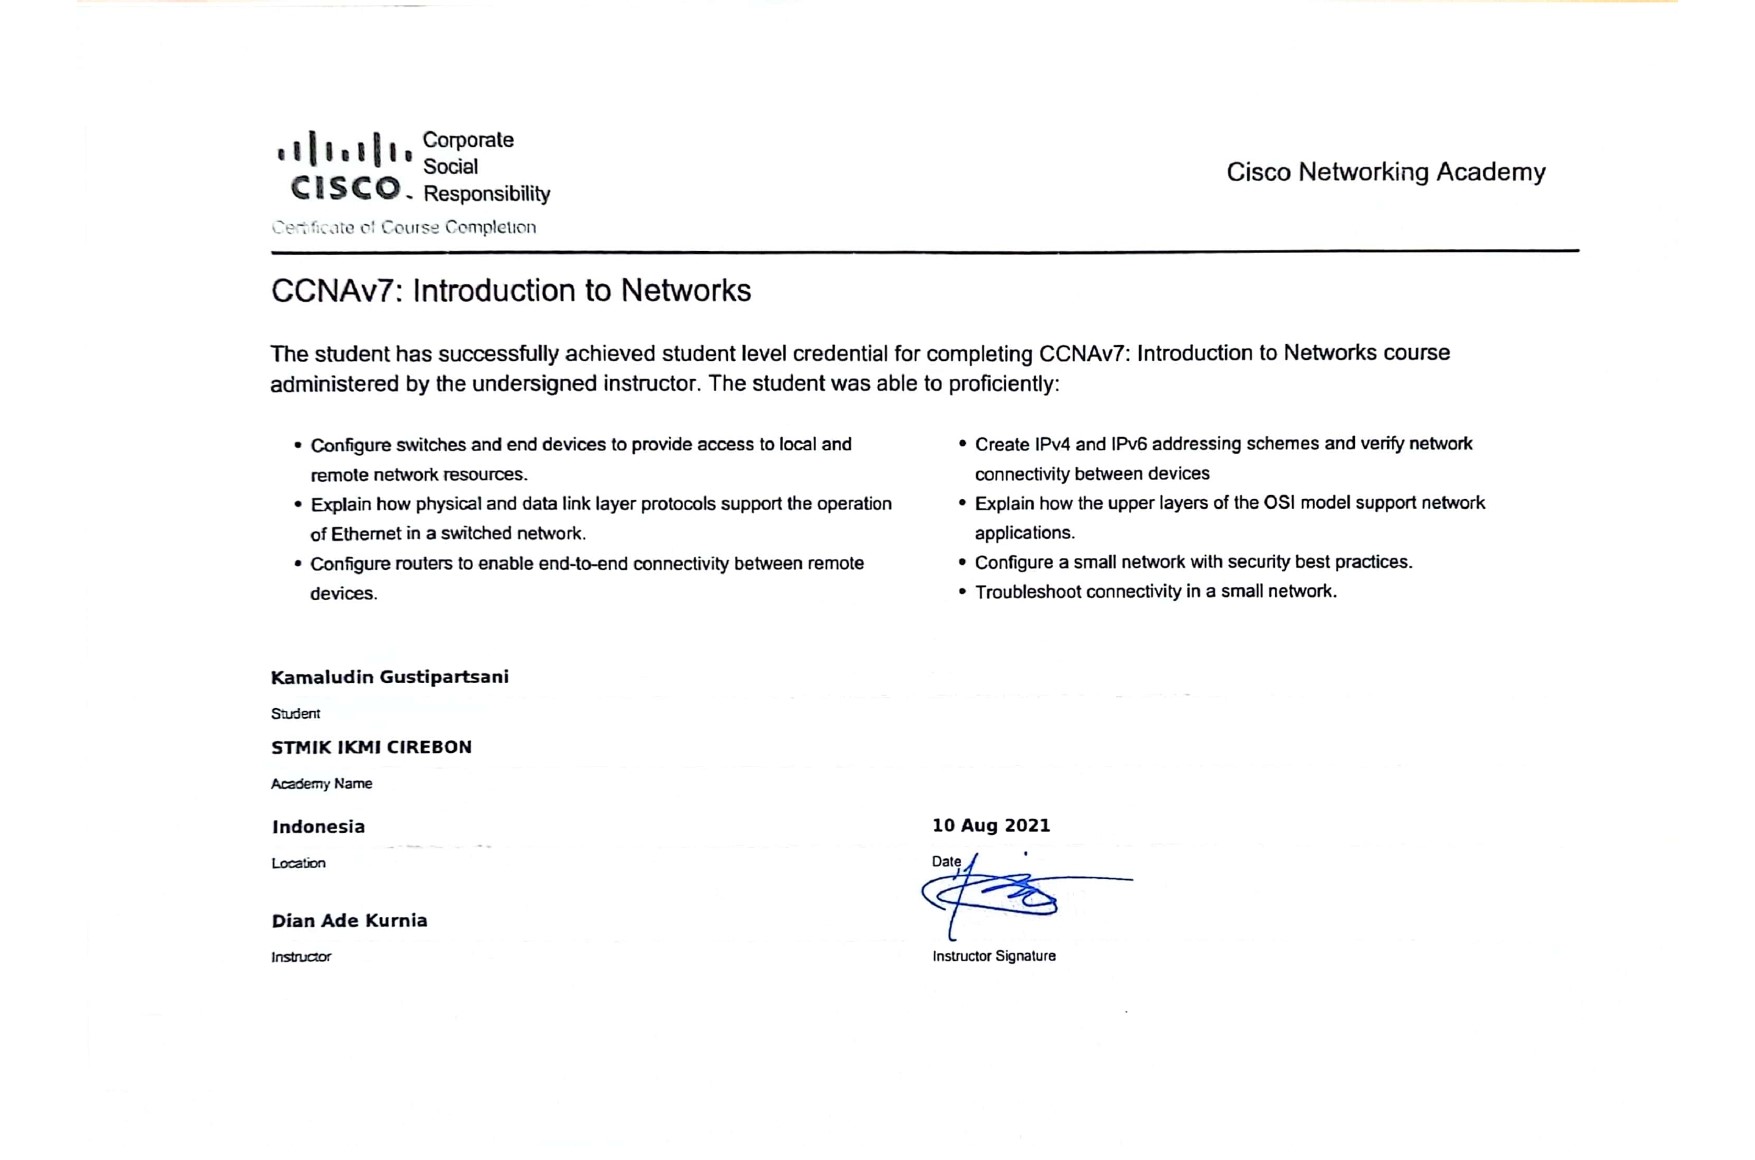 Corporate
Social
CISCO. Responsibility
Cisco Networking Academy
Certificate of Course Completion
CCNAv7: Introduction to Networks
The student has successfully achieved student level credential for completing CCNAv7: Introduction to Networks course
administered by the undersigned instructor. The student was able to proficiently:
• Configure switches and end devices to provide access to local and
remote network resources.
• Explain how physical and data link layer protocols support the operation
of Ethernet in a switched network.
• Configure routers to enable end-to-end connectivity between remote
devices.
• Create IPv4 and IPv6 addressing schemes and verify network
connectivity between devices
• Explain how the upper layers of the OSI model support network
applications.
• Configure a small network with security best practices.
• Troubleshoot connectivity in a small network.
Kamaludin Gustipartsani
Student
STMIK IKMI CIREBON
Academy Name
Indonesia
Location
10 Aug 2021
Date
Dian Ade Kurnia
Instructor
Instructor Signature